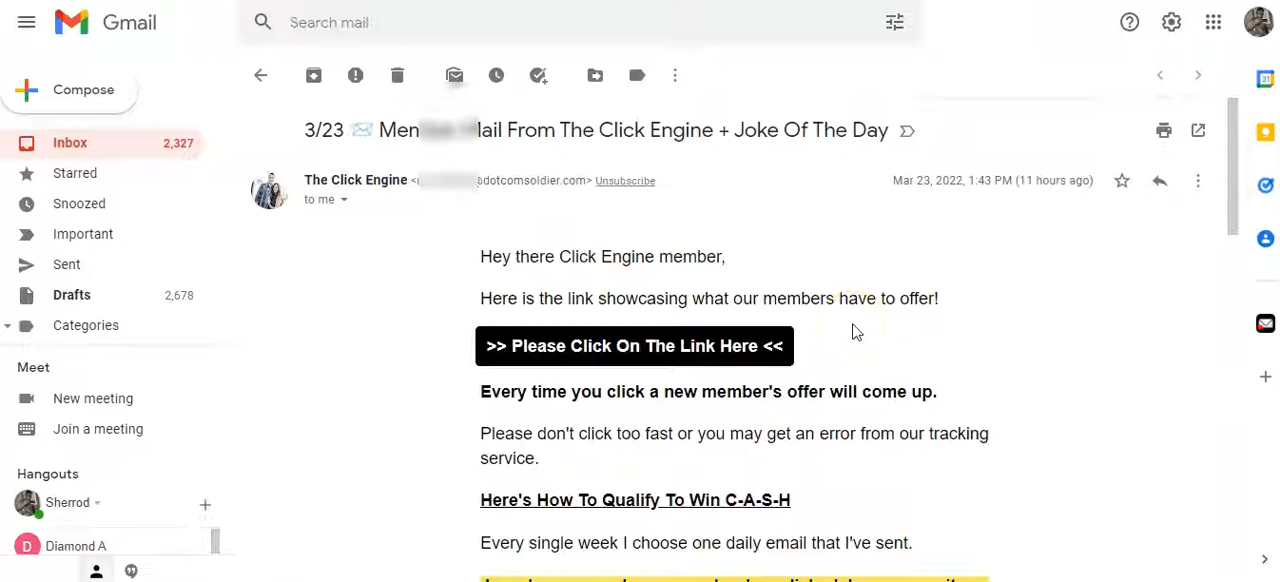 Gmail
Search mail
Compose
Inbox 2,327
Starred
Snoozed
Important
Sent
Drafts 2,678
Categories
Meet
New meeting
Join a meeting
Hangouts
Sherrod
D Diamond A
3/23 Mail From The Click Engine + Joke Of The Day
The Click Engine < @dotcomsoldier.com> Unsubscribe
Mar 23, 2022, 1:43 PM (11 hours ago)
to me
Hey there Click Engine member,
Here is the link showcasing what our members have to offer!
>> Please Click On The Link Here <<
Every time you click a new member's offer will come up.
Please don't click too fast or you may get an error from our tracking
service.
Here's How To Qualify To Win C-A-S-H
Every single week I choose one daily email that I've sent.
31